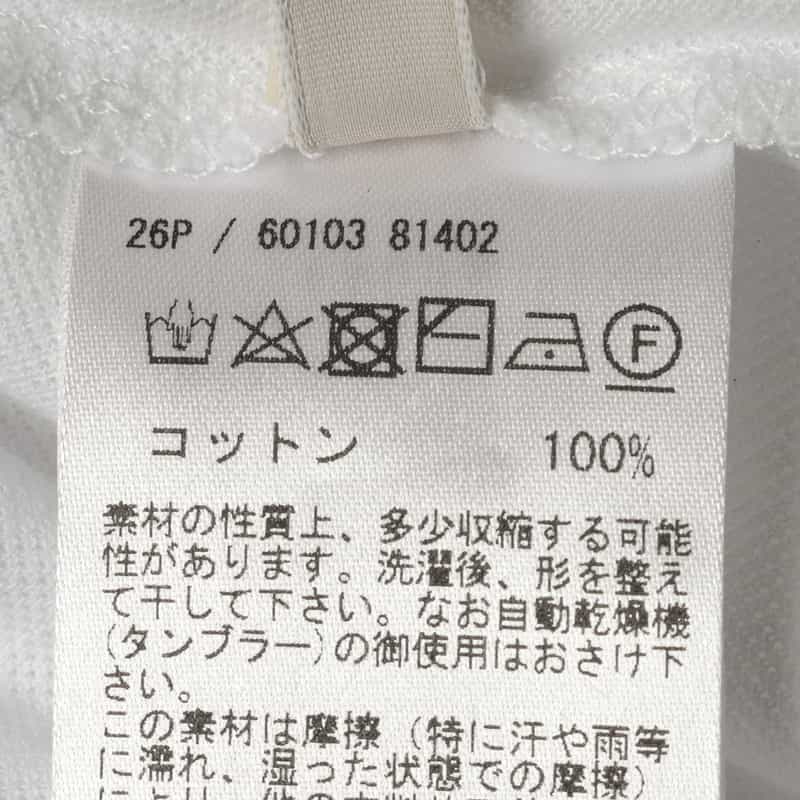 26P / 60103 81402
F
コットン 100%
素材の性質上、多少収縮する可能
性があります。洗濯後、形を整え
て干して下さい。なお自動乾燥機
(タンブラー)の御使用はおさけ下
さい。
この素材は摩擦（特に汗や雨等
に濡れ、湿った状態での摩擦）